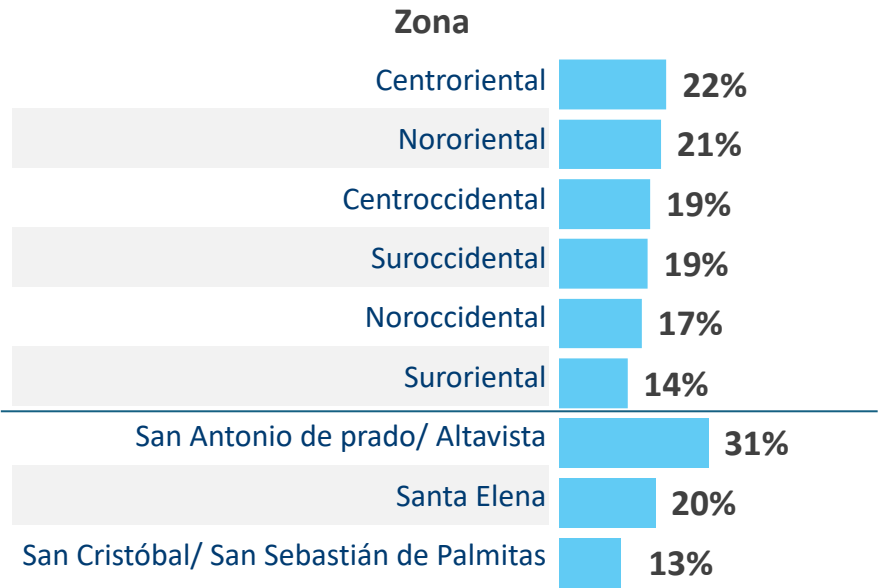 Zona
Centroriental 22%
Nororiental 21%
Centroccidental 19%
Suroccidental 19%
Noroccidental 17%
Suroriental 14%
San Antonio de prado/ Altavista 31%
Santa Elena 20%
San Cristóbal/ San Sebastián de Palmitas 13%